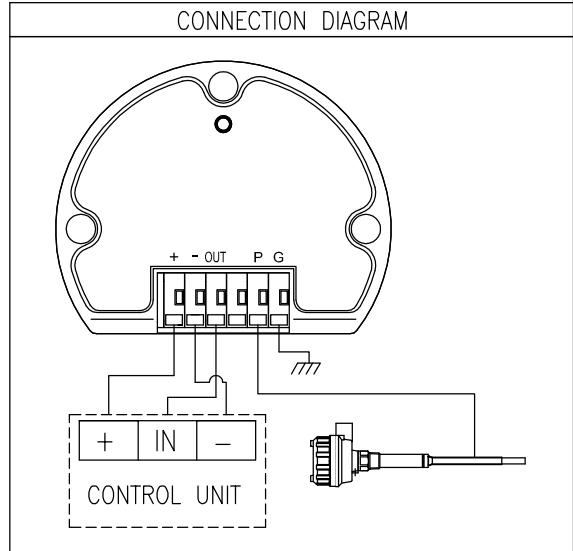 CONNECTION DIAGRAM
+ - OUT P G
+ IN -
CONTROL UNIT